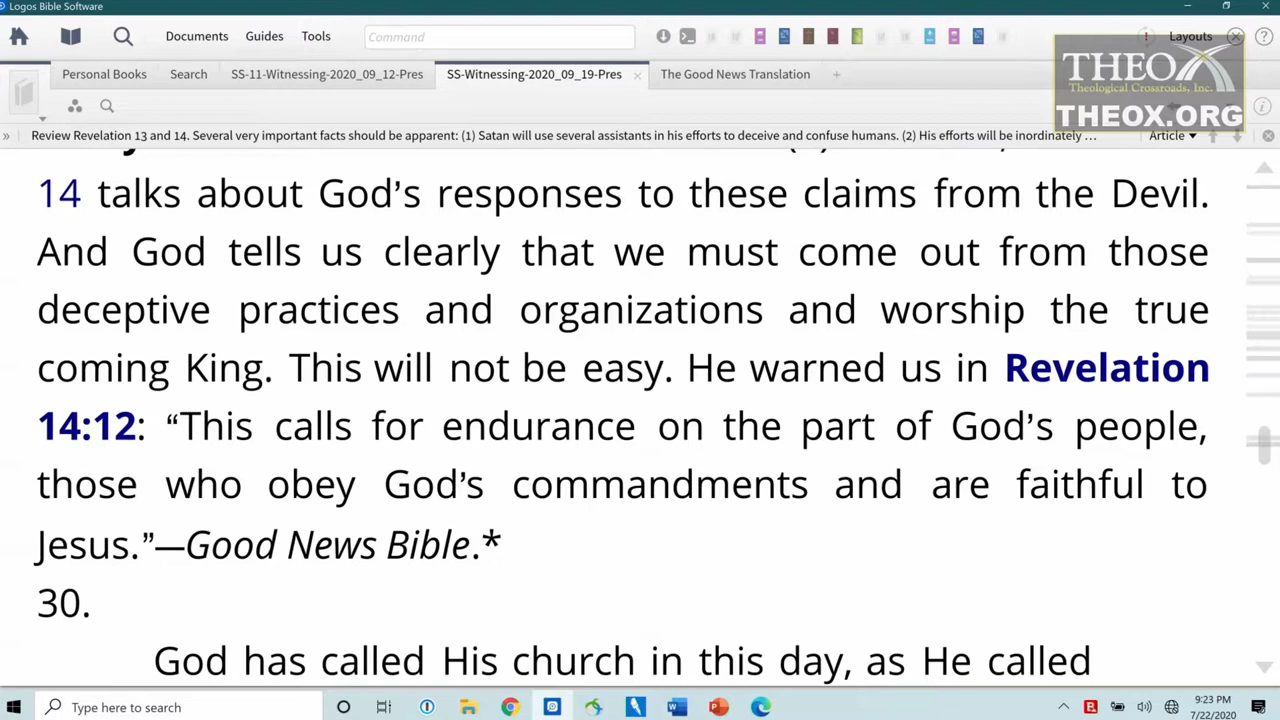 Logos Bible Software
Documents Guides Tools Command Layouts
THEOX
Theological Crossroads, Inc.
THEOX.ORG
Personal Books Search SS-11-Witnessing-2020_09_12-Pres SS-Witnessing-2020_09_19-Pres The Good News Translation
Review Revelation 13 and 14. Several very important facts should be apparent: (1) Satan will use several assistants in his efforts to deceive and confuse humans. (2) His efforts will be inordinately ... Article
14 talks about God's responses to these claims from the Devil.
And God tells us clearly that we must come out from those
deceptive practices and organizations and worship the true
coming King. This will not be easy. He warned us in Revelation
14:12: “This calls for endurance on the part of God's people,
those who obey God's commandments and are faithful to
Jesus.”—Good News Bible.*
30.
God has called His church in this day, as He called
Type here to search
9:23 PM
7/22/2020